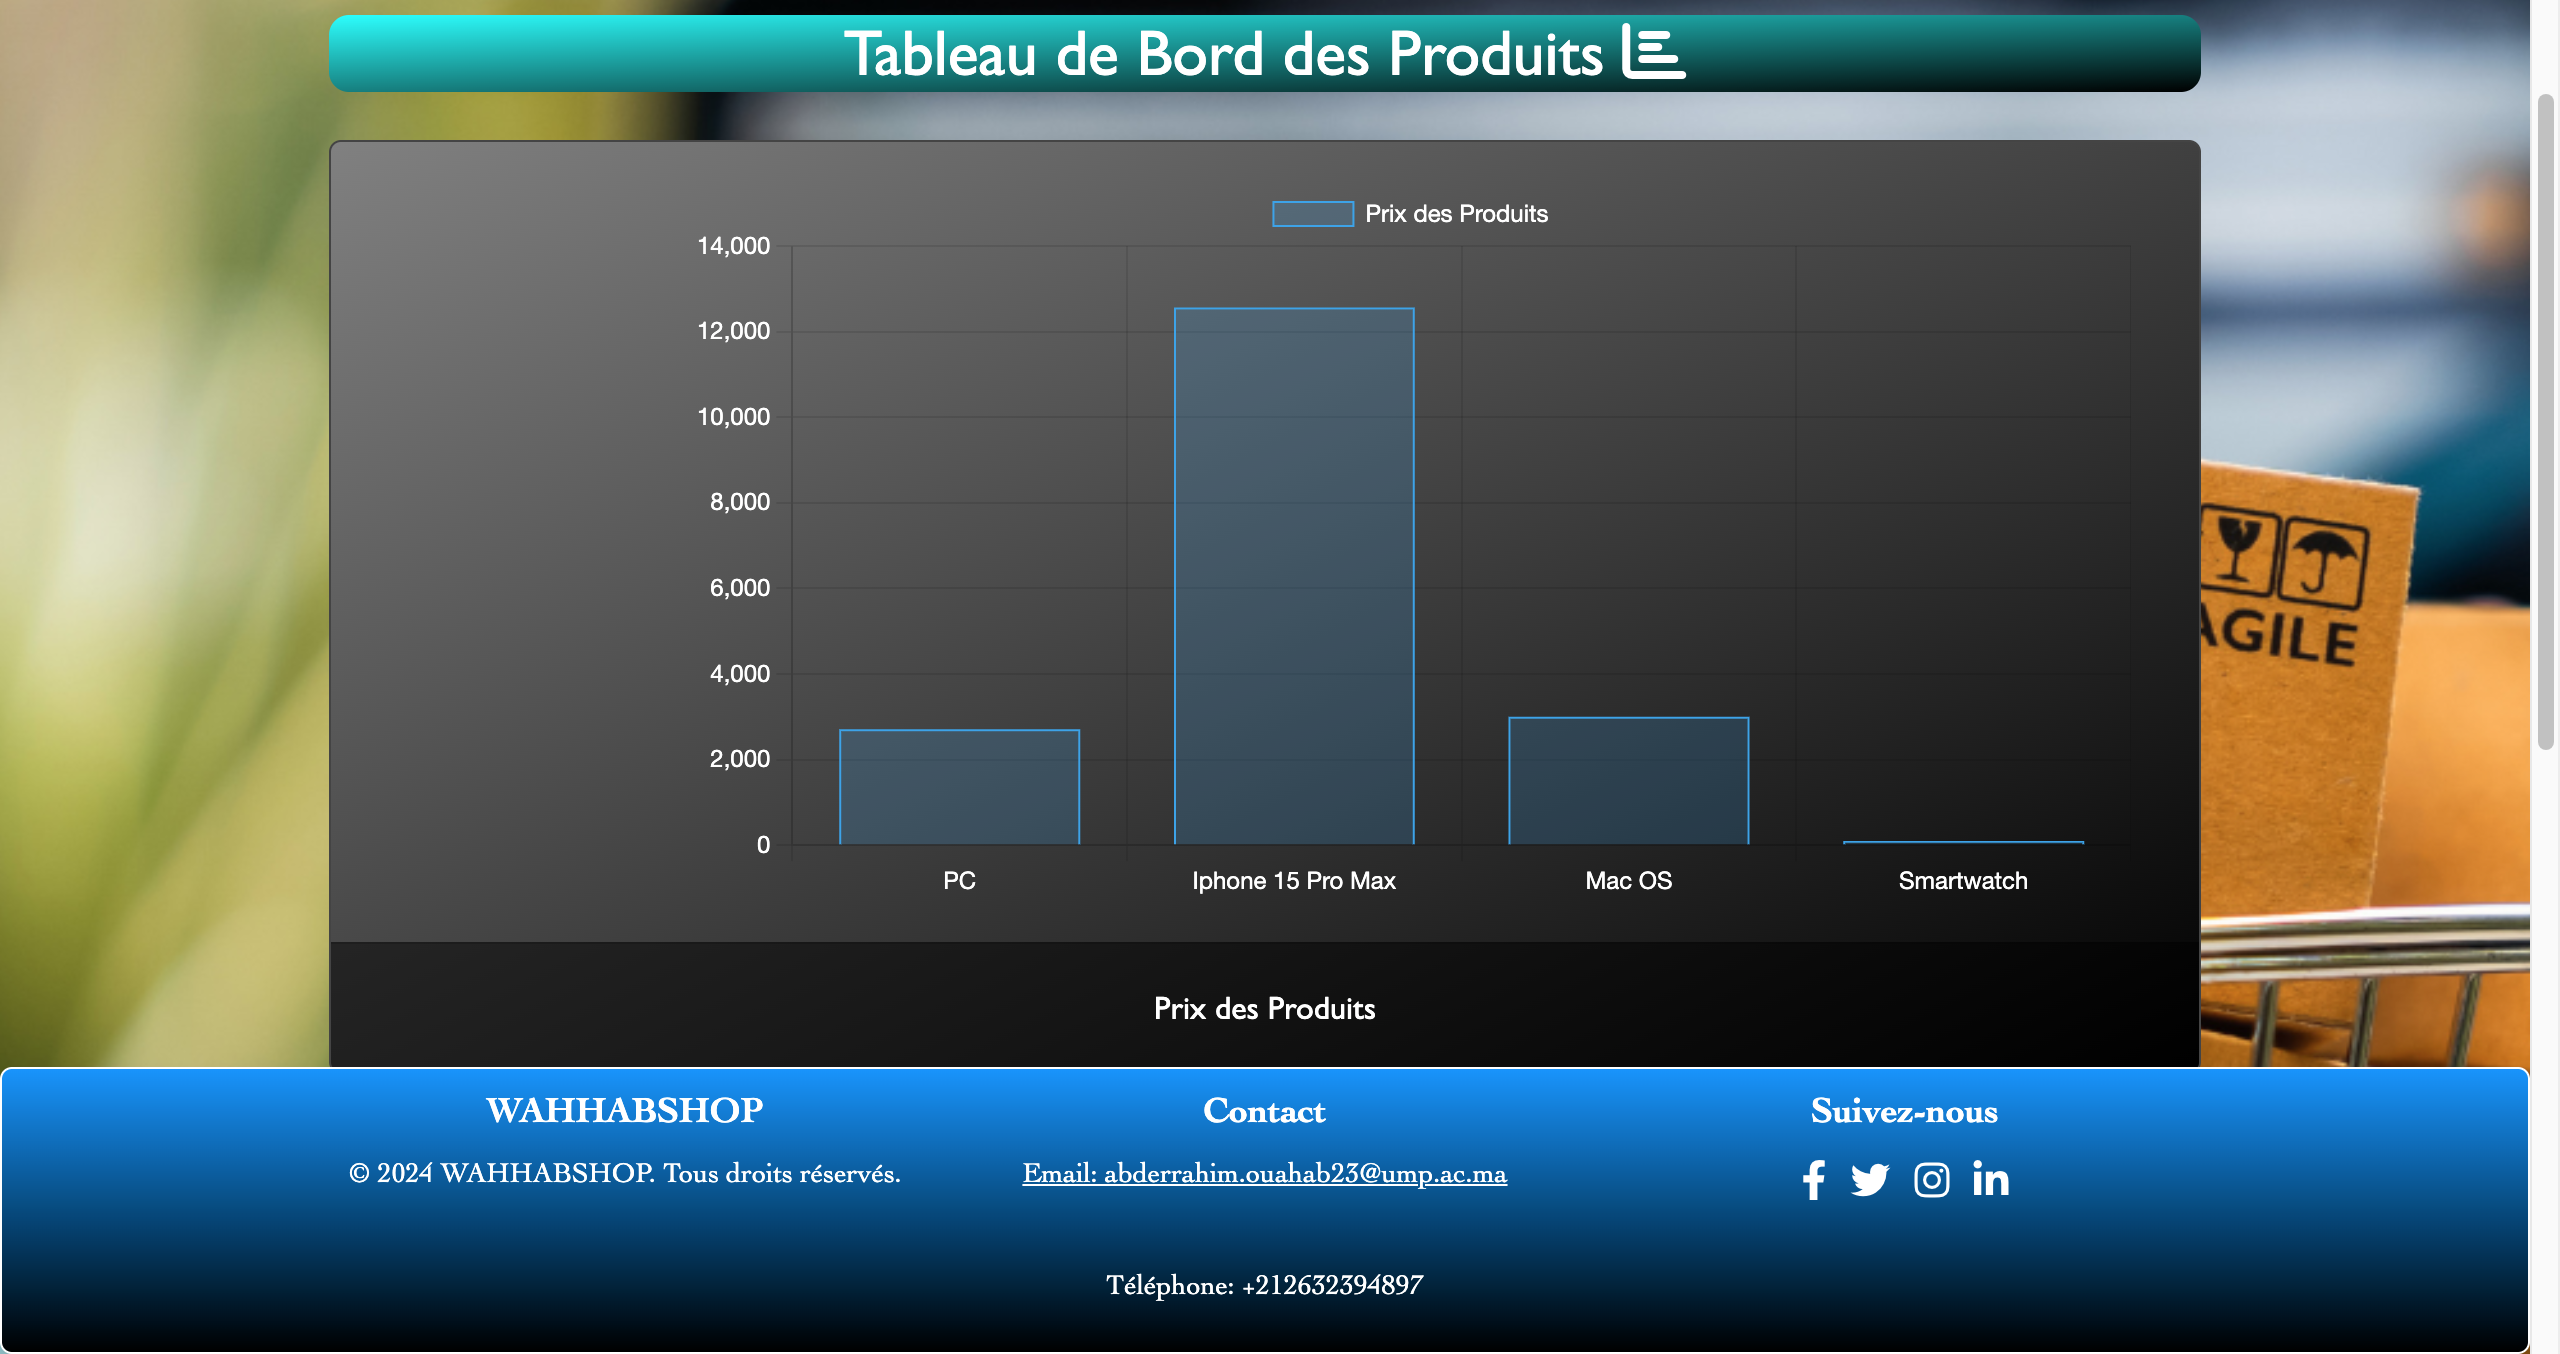 Tableau de Bord des Produits
Prix des Produits
14,000
12,000
10,000
8,000
6,000
4,000
2,000
0
PC
Iphone 15 Pro Max
Mac OS
Smartwatch
AGILE
Prix des Produits
WAHHABSHOP
© 2024 WAHHABSHOP. Tous droits réservés.
Contact
Email: abderrahim.ouahab23@ump.ac.ma
Téléphone: +212632394897
Suivez-nous